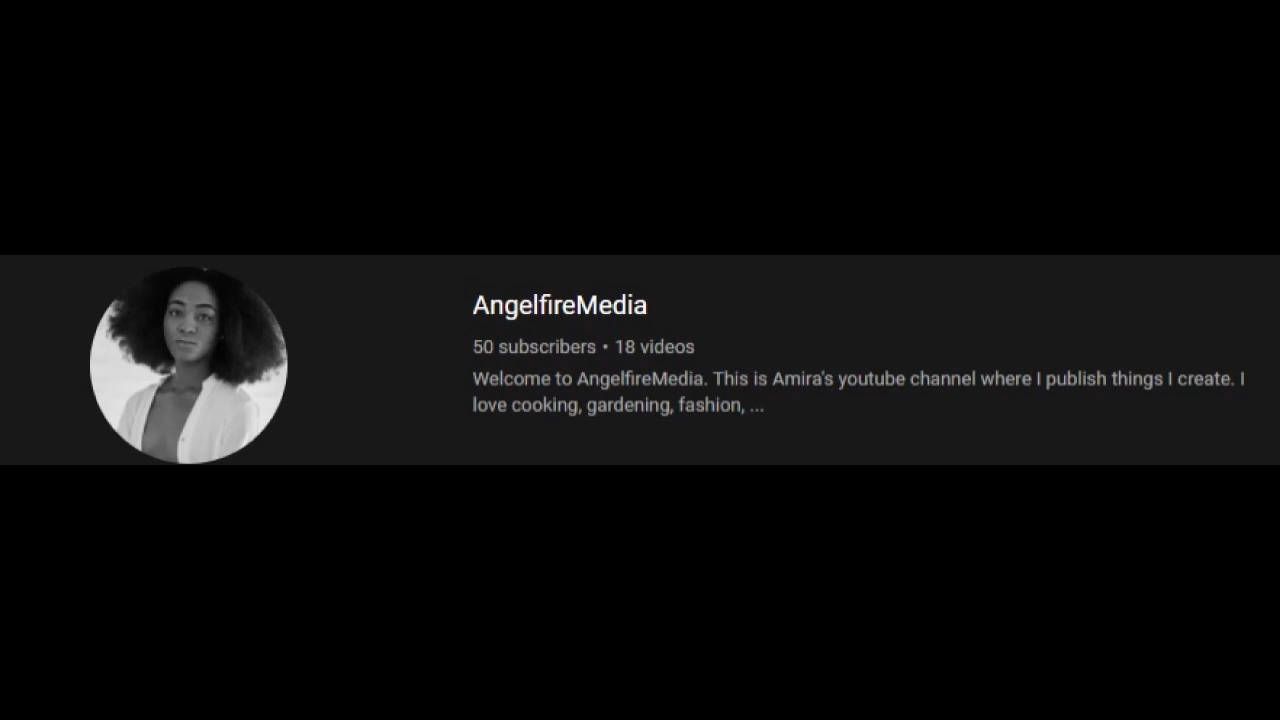 AngelfireMedia
50 subscribers • 18 videos
Welcome to AngelfireMedia. This is Amira's youtube channel where I publish things I create. I
love cooking, gardening, fashion, ...